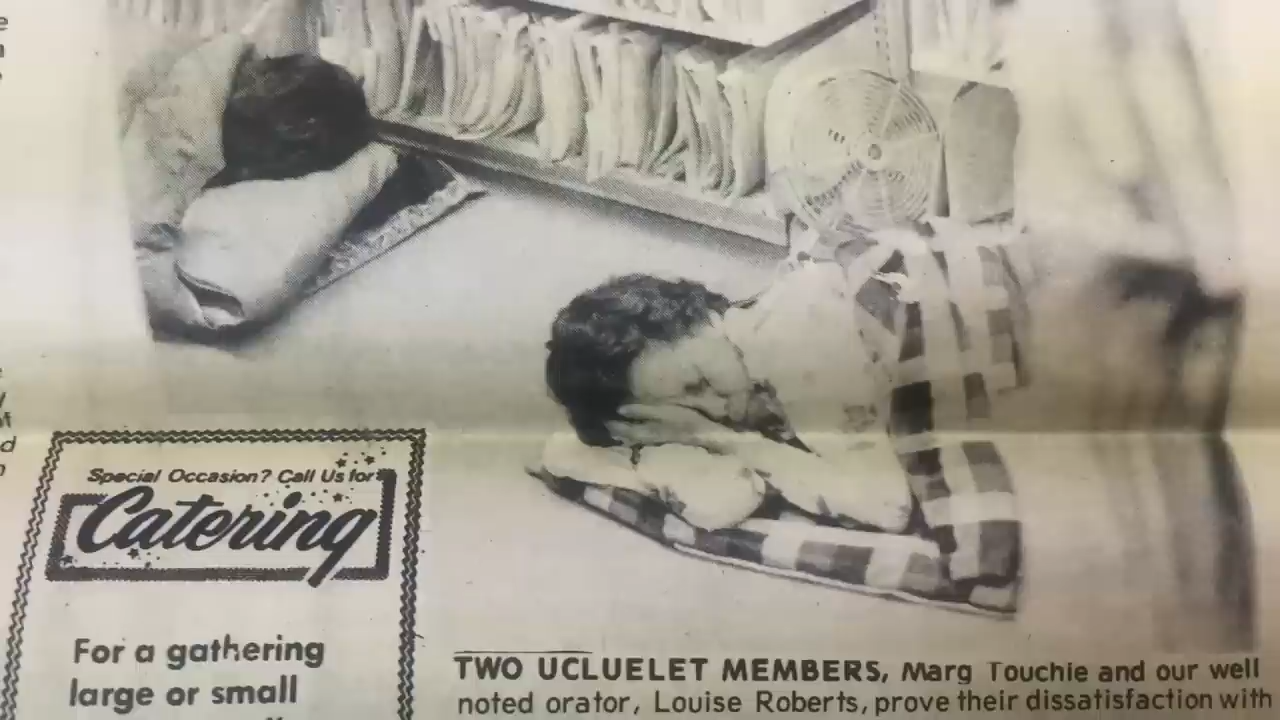 Special Occasion? Call Us for
Catering
For a gathering
large or small
TWO UCLUELET MEMBERS, Marg Touchie and our well
noted orator, Louise Roberts, prove their dissatisfaction with